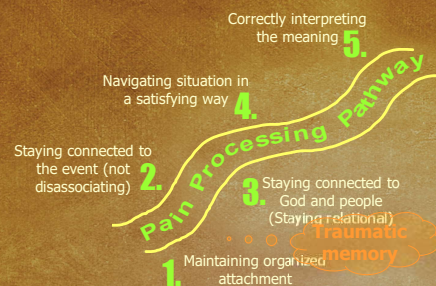 Correctly interpreting
the meaning 5.
Navigating situation in
a satisfying way 4.
Staying connected to
the event (not
disassociating) 2.
Pain Processing Pathway
3. Staying connected to
God and people
(Staying relational)
Traumatic
memory
1. Maintaining organized
attachment